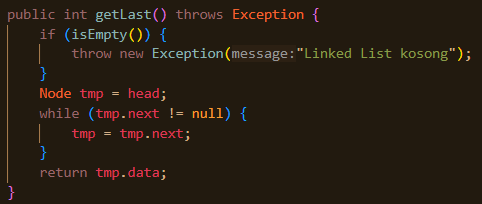 public int getLast() throws Exception {
    if (isEmpty()) {
        throw new Exception(message:"Linked List kosong");
    }
    Node tmp = head;
    while (tmp.next != null) {
        tmp = tmp.next;
    }
    return tmp.data;
}